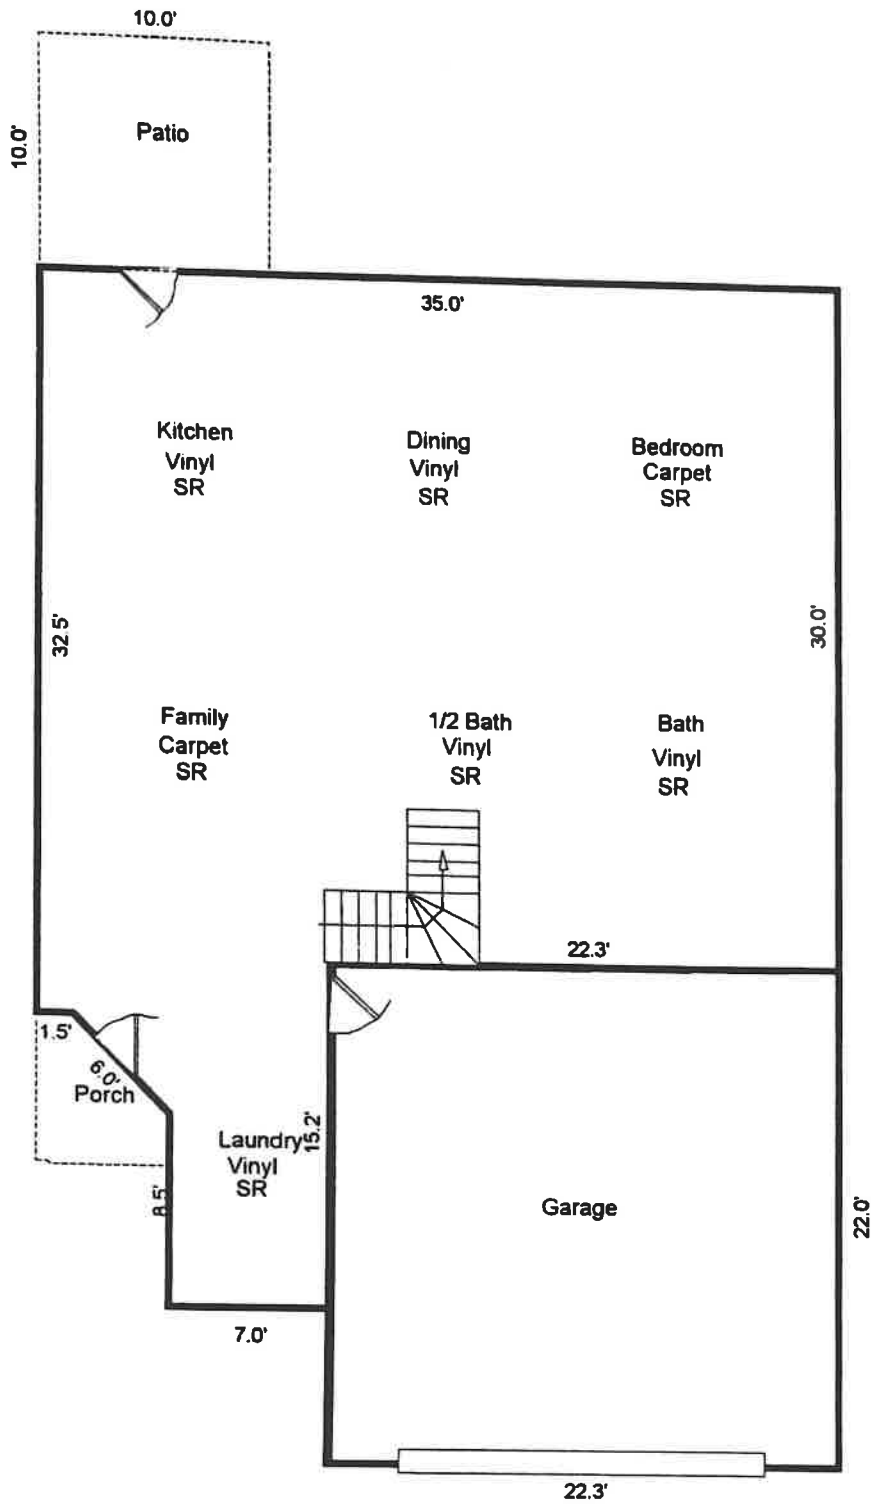 10.0'
10.0'
Patio
35.0'
Kitchen
Vinyl
SR
Dining
Vinyl
SR
Bedroom
Carpet
SR
32.5'
30.0'
Family
Carpet
SR
1/2 Bath
Vinyl
SR
Bath
Vinyl
SR
22.3'
1.5'
6.0'
Porch
15.2'
Laundry
Vinyl
SR
8.5'
Garage
22.0'
7.0'
22.3'